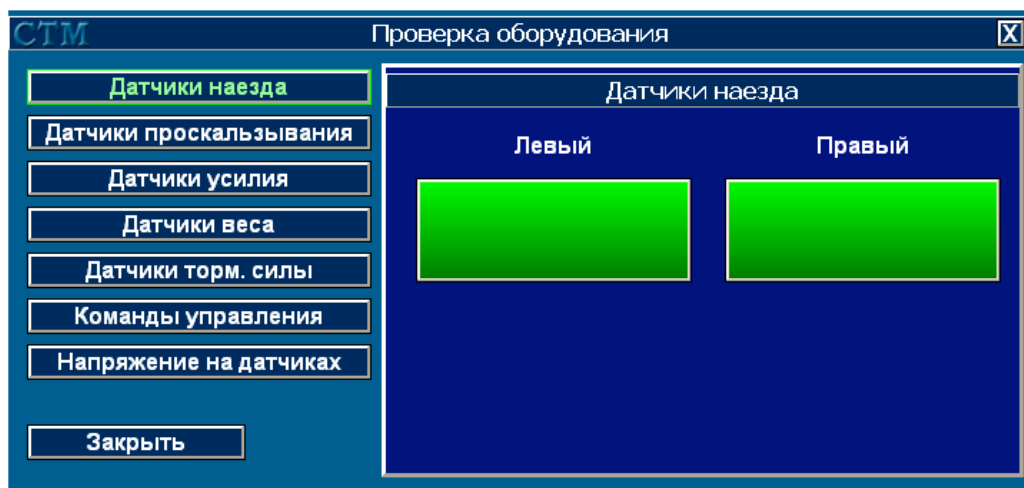 СТМ
Проверка оборудования
X
Датчики наезда
Датчики проскальзывания
Датчики усилия
Датчики веса
Датчики торм. силы
Команды управления
Напряжение на датчиках
Закрыть
Датчики наезда
Левый
Правый